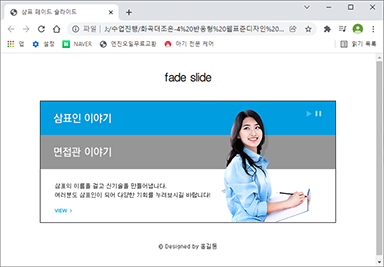 삼표 페이드 슬라이드
파일 | J:/수업진행/화곡더조은-4%20반응형%20웹표준디자인%20...
앱 설정 NAVER 엔진오일무료교환 아기 전문 케어 읽기 목록
fade slide
삼표인 이야기
면접관 이야기
삼표의 이름을 걸고 신기술을 만들어냅니다.
여러분도 삼표인이 되어 다양한 기회를 누려보시길 바랍니다!
VIEW >
© Designed by 홍길동